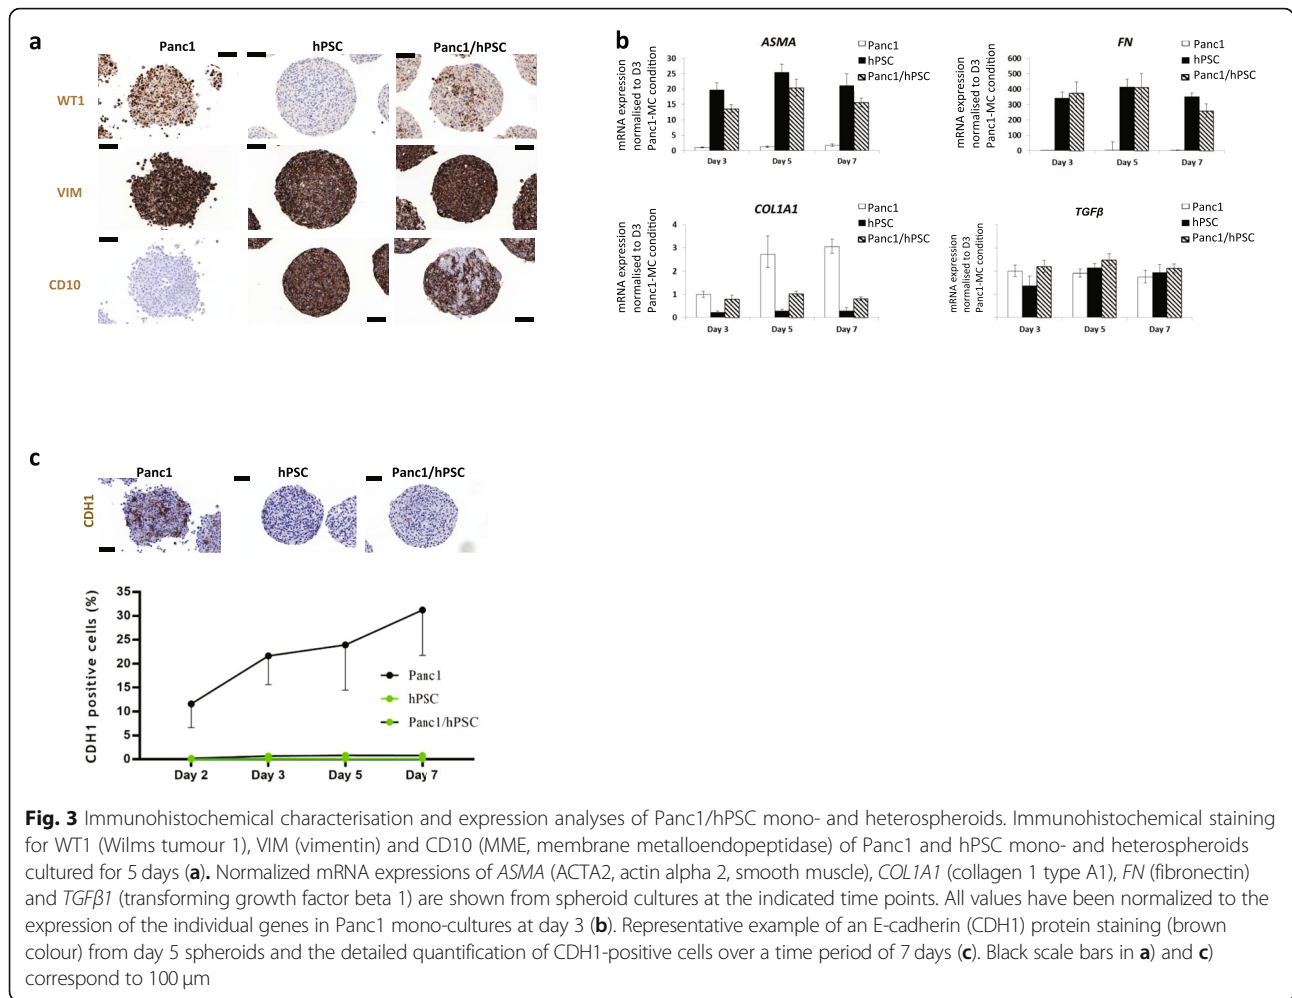 a
Panc1
hPSC
Panc1/hPSC
WT1
VIM
CD10
b
ASMA
mRNA expression
normalised to D3
Panc1-MC condition
30
25
20
15
10
5
0
Day 3
Day 5
Day 7
Panc1
hPSC
Panc1/hPSC
FN
mRNA expression
normalised to D3
Panc1-MC condition
600
500
400
300
200
100
0
Day 3
Day 5
Day 7
Panc1
hPSC
Panc1/hPSC
COL1A1
mRNA expression
normalised to D3
Panc1-MC condition
4
3
2
1
0
Day 3
Day 5
Day 7
Panc1
hPSC
Panc1/hPSC
TGFβ
mRNA expression
normalised to D3
Panc1-MC condition
4
3
2
1
0
Day 3
Day 5
Day 7
Panc1
hPSC
Panc1/hPSC
c
Panc1
hPSC
Panc1/hPSC
CDH1
CDH1 positive cells (%)
35
30
25
20
15
10
5
0
Day 2
Day 3
Day 5
Day 7
Panc1
hPSC
Panc1/hPSC
Fig. 3 Immunohistochemical characterisation and expression analyses of Panc1/hPSC mono- and heterospheroids. Immunohistochemical staining
for WT1 (Wilms tumour 1), VIM (vimentin) and CD10 (MME, membrane metalloendopeptidase) of Panc1 and hPSC mono- and heterospheroids
cultured for 5 days (a). Normalized mRNA expressions of ASMA (ACTA2, actin alpha 2, smooth muscle), COL1A1 (collagen 1 type A1), FN (fibronectin)
and TGFβ1 (transforming growth factor beta 1) are shown from spheroid cultures at the indicated time points. All values have been normalized to the
expression of the individual genes in Panc1 mono-cultures at day 3 (b). Representative example of an E-cadherin (CDH1) protein staining (brown
colour) from day 5 spheroids and the detailed quantification of CDH1-positive cells over a time period of 7 days (c). Black scale bars in a) and c)
correspond to 100 μm